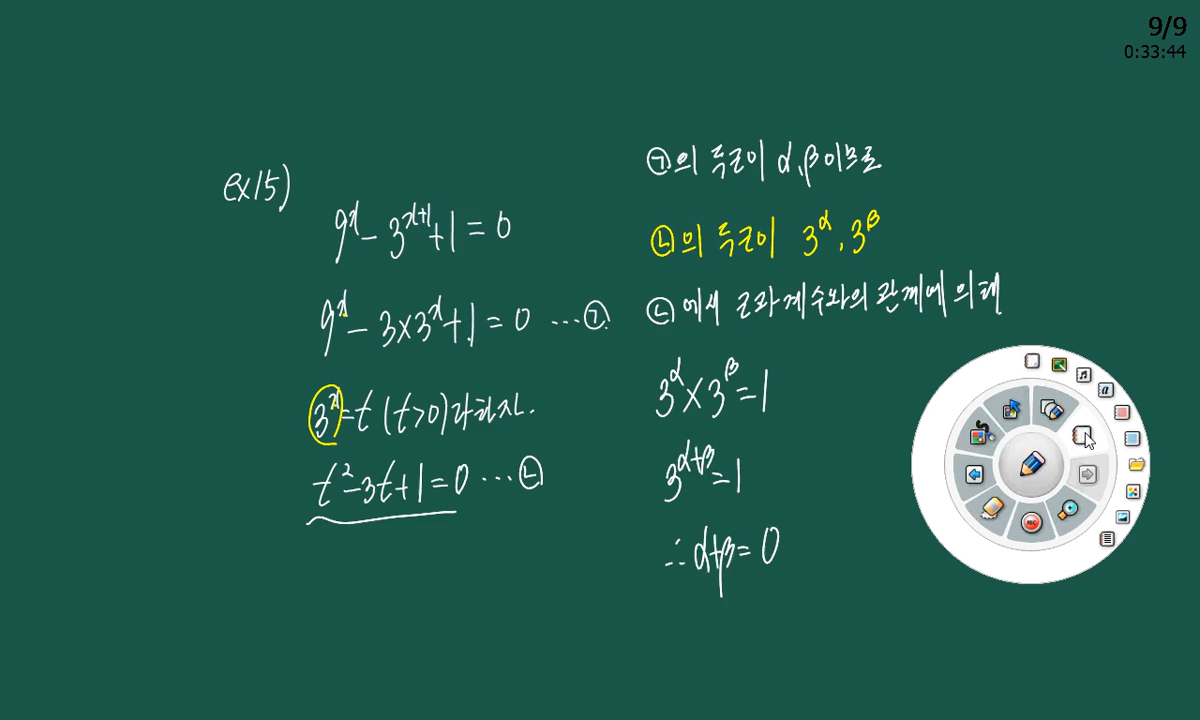 9/9
0:33:44
ex15)
9^x - 3^{x+1} + 1 = 0
9^x - 3×3^x + 1 = 0 ... ㉠
3^x = t (t>0)라 하자.
t^2 - 3t + 1 = 0 ... ㉡
㉠의 두근이 α, β이므로
㉡의 두근이 3^α, 3^β
㉡에서 근과 계수와의 관계에 의해
3^α × 3^β = 1
3^{α+β} = 1
∴ α+β = 0
REC